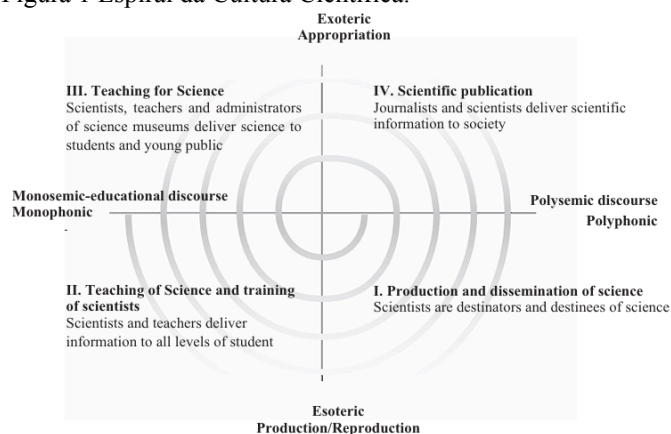 Figura 1 Espiral da Cultura Científica.
Exoteric
Appropriation
III. Teaching for Science
Scientists, teachers and administrators
of science museums deliver science to
students and young public
IV. Scientific publication
Journalists and scientists deliver scientific
information to society
Monosemic-educational discourse
Monophonic
Polysemic discourse
Polyphonic
II. Teaching of Science and training
of scientists
Scientists and teachers deliver
information to all levels of student
I. Production and dissemination of science
Scientists are destinators and destinees of science
Esoteric
Production/Reproduction